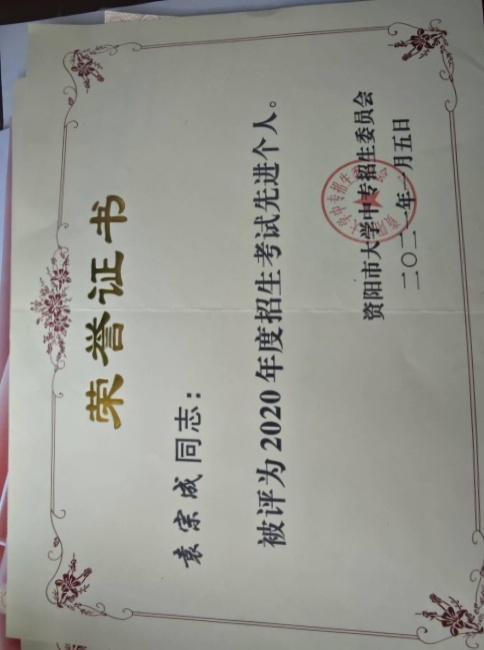 荣誉证书
袁宗成同志：
被评为2020年度招生考试先进个人。
资阳市大学中专招生委员会
二〇二一年一月五日